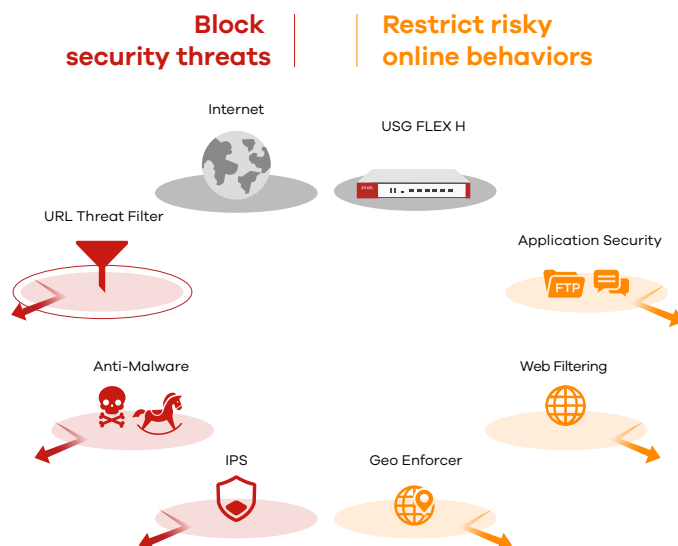 Block
security threats
Restrict risky
online behaviors
Internet
USG FLEX H
ZYXEL
URL Threat Filter
Application Security
FTP
Anti-Malware
Web Filtering
IPS
Geo Enforcer